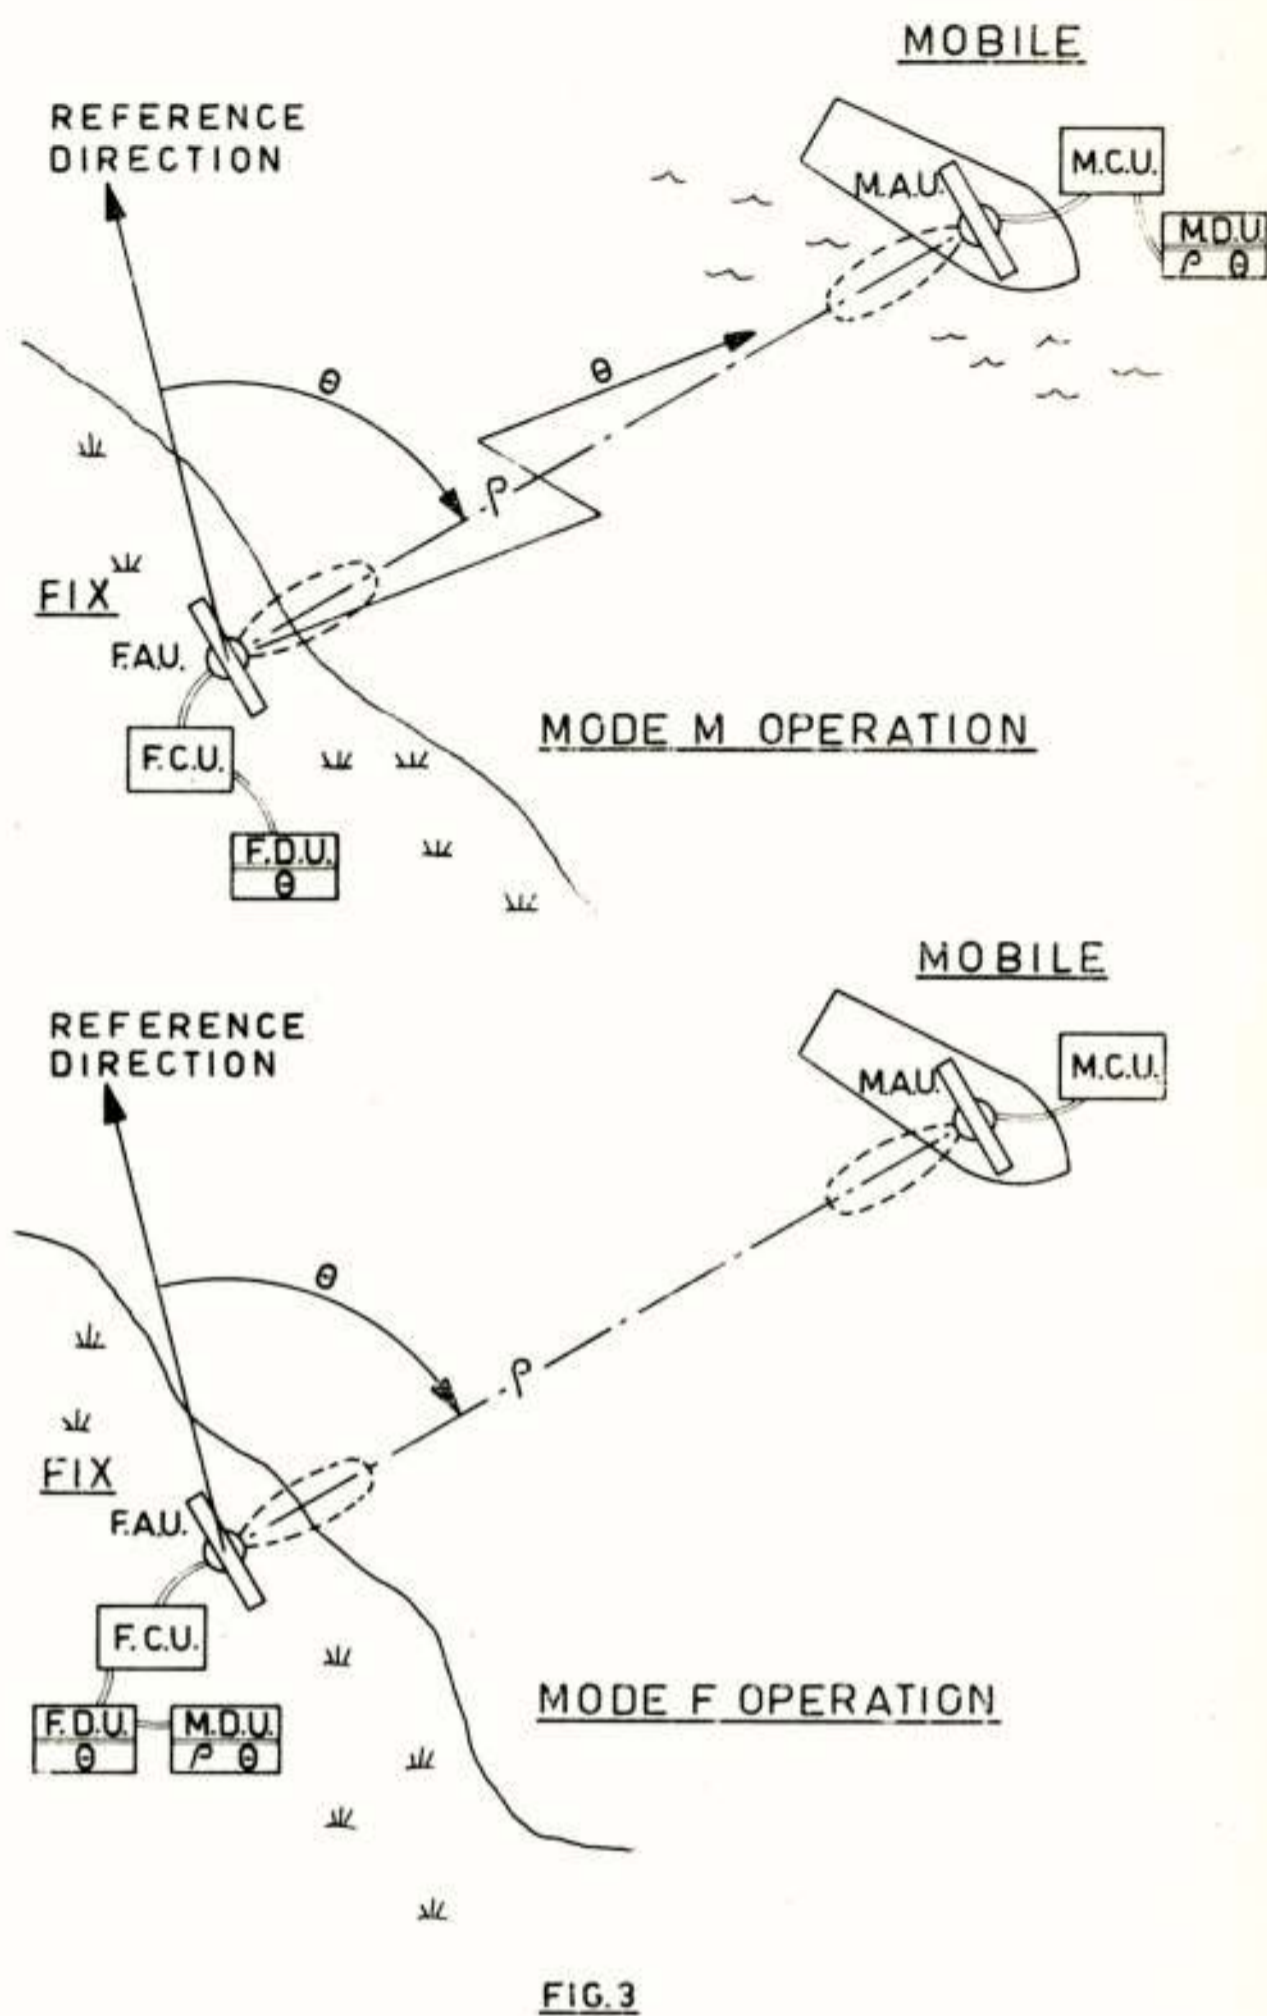 MOBILE
REFERENCE
DIRECTION
M.A.U.
M.C.U.
M.D.U.
ρ θ
θ
θ
ρ
FIX
F.A.U.
F.C.U.
F.D.U.
θ
MODE M OPERATION
MOBILE
REFERENCE
DIRECTION
M.A.U.
M.C.U.
θ
ρ
FIX
F.A.U.
F.C.U.
F.D.U.
θ
M.D.U.
ρ θ
MODE F OPERATION
FIG.3